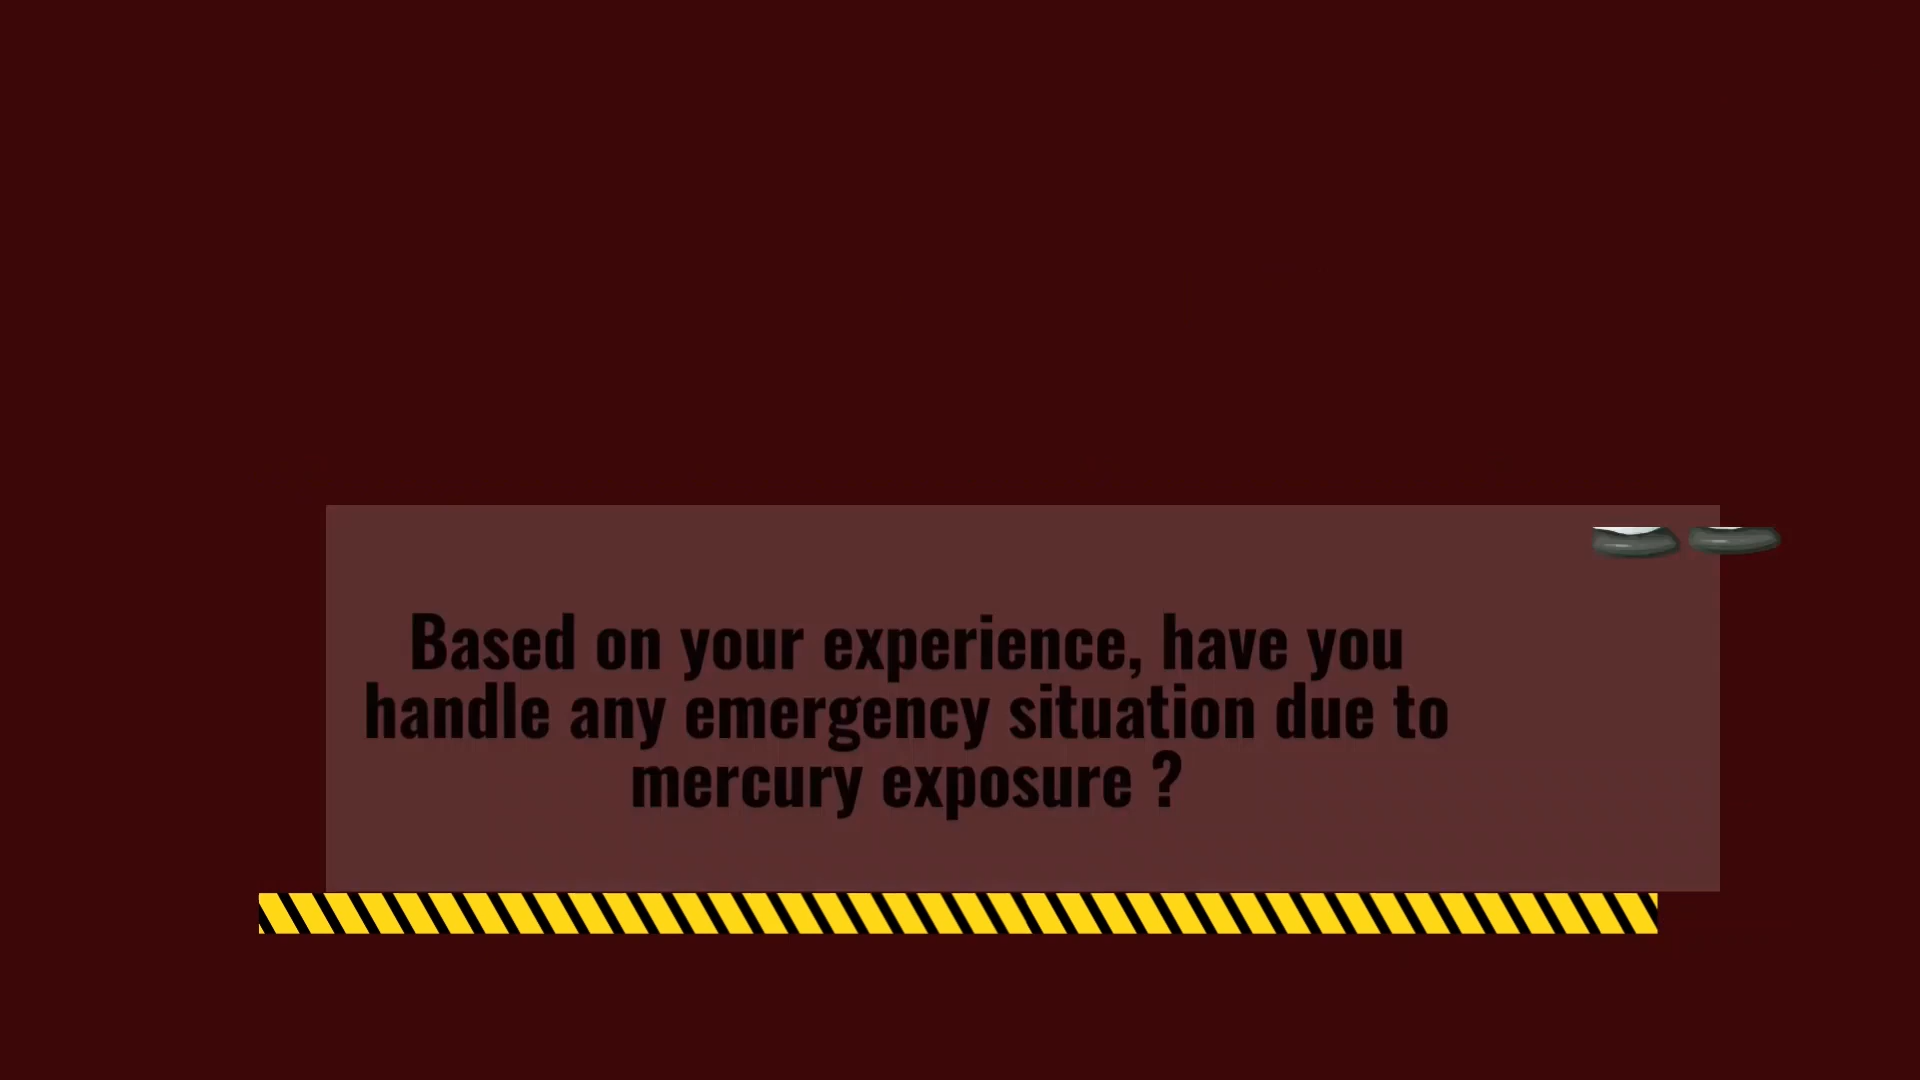 Based on your experience, have you
handle any emergency situation due to
mercury exposure ?